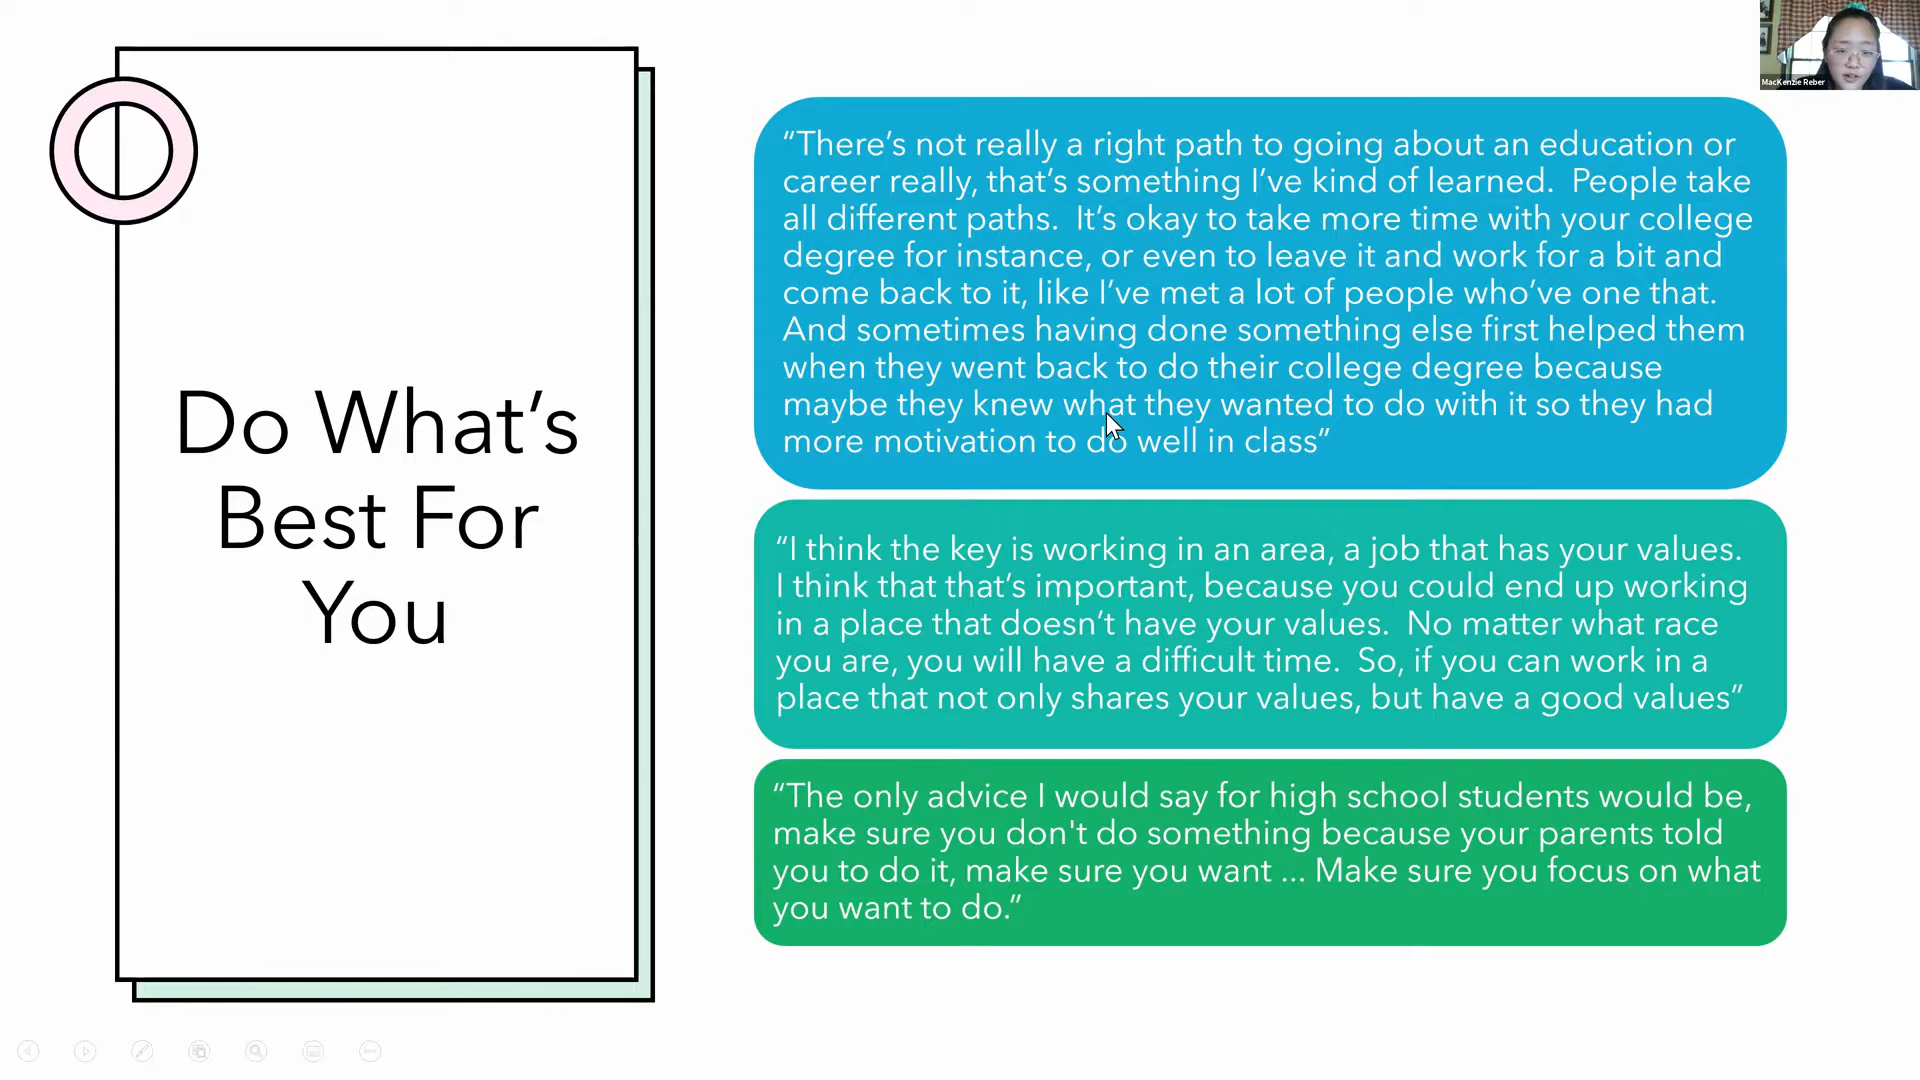 MacKenzie Reber
Do What’s
Best For
You
“There’s not really a right path to going about an education or
career really, that’s something I’ve kind of learned.  People take
all different paths.  It’s okay to take more time with your college
degree for instance, or even to leave it and work for a bit and
come back to it, like I’ve met a lot of people who’ve one that.
And sometimes having done something else first helped them
when they went back to do their college degree because
maybe they knew what they wanted to do with it so they had
more motivation to do well in class”
“I think the key is working in an area, a job that has your values.
I think that that’s important, because you could end up working
in a place that doesn’t have your values.  No matter what race
you are, you will have a difficult time.  So, if you can work in a
place that not only shares your values, but have a good values”
“The only advice I would say for high school students would be,
make sure you don't do something because your parents told
you to do it, make sure you want ... Make sure you focus on what
you want to do.”